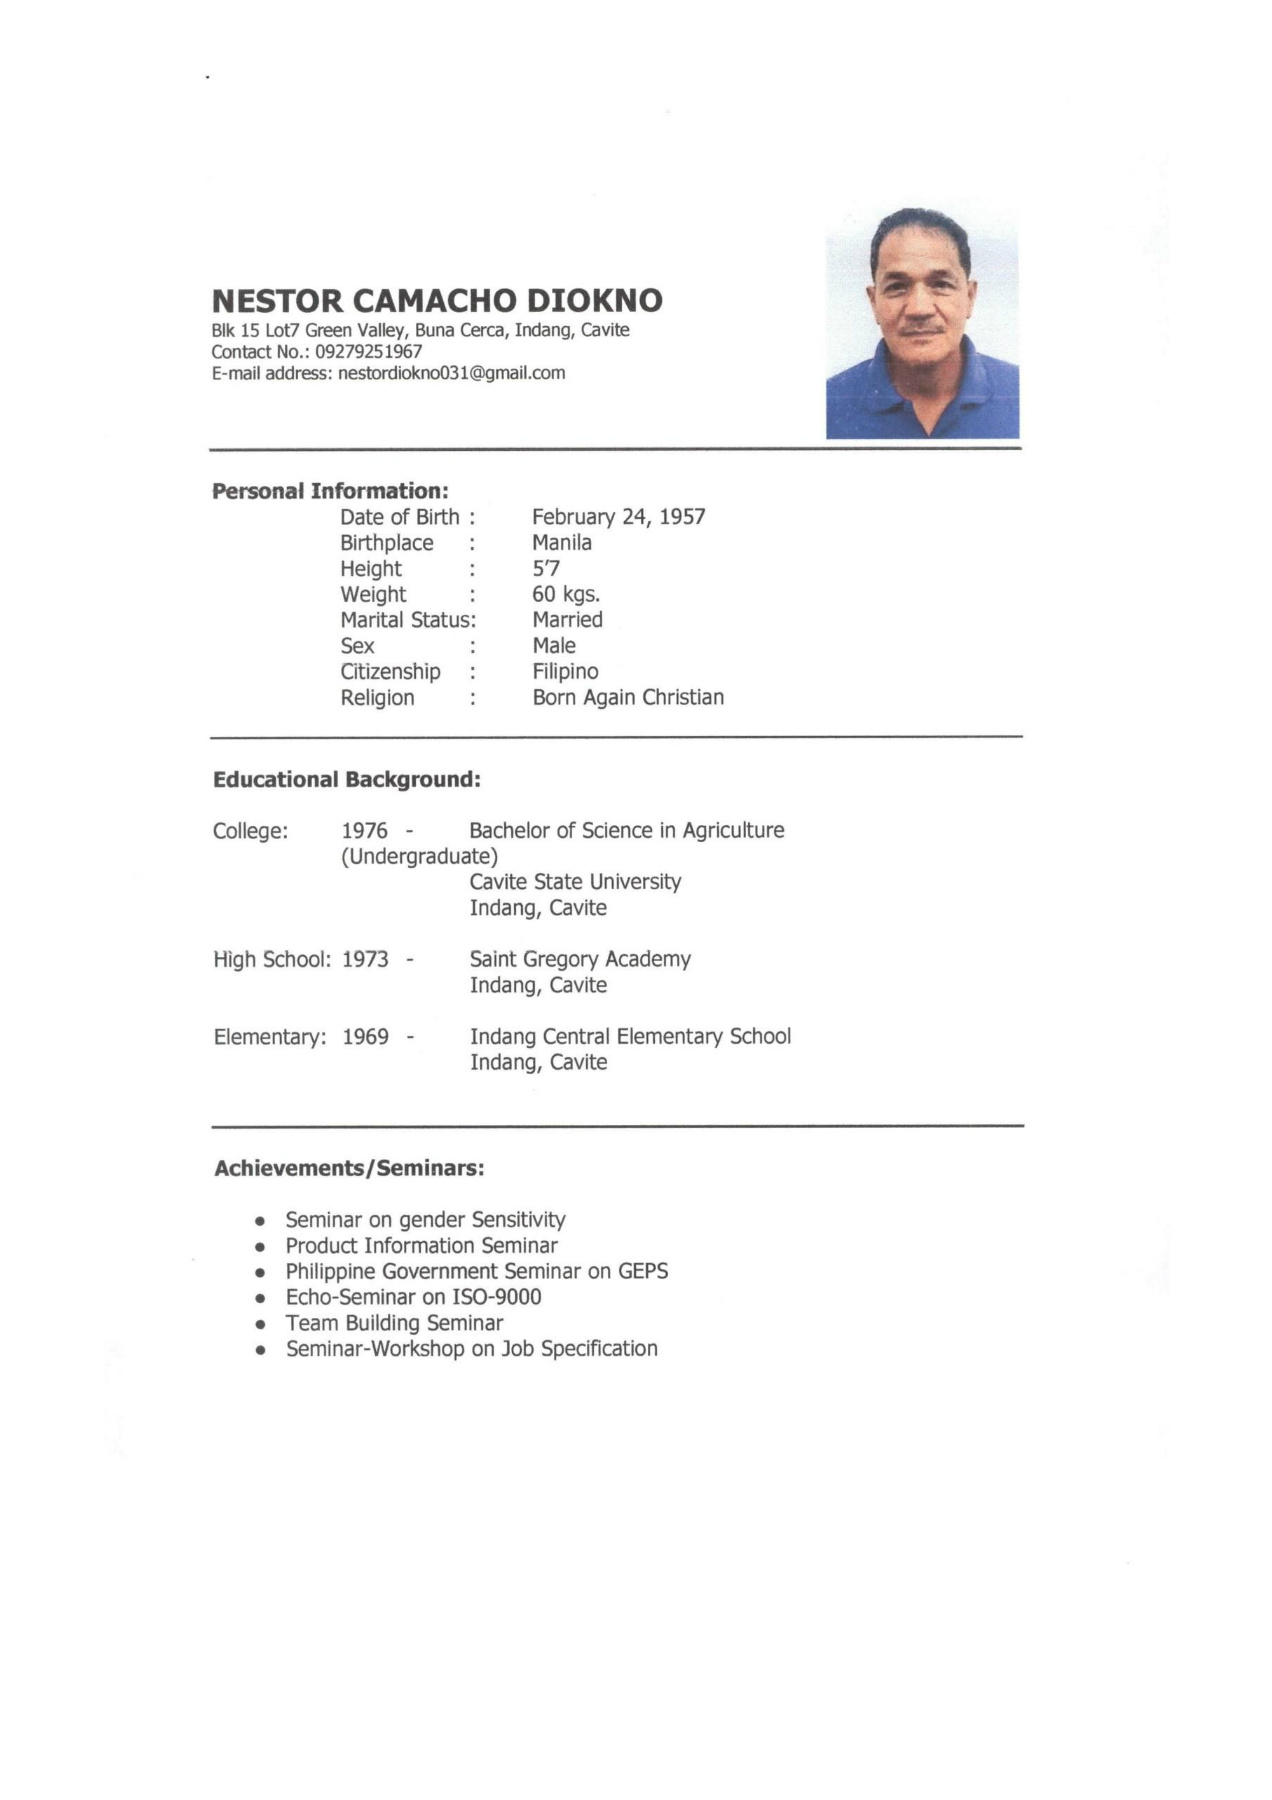 NESTOR CAMACHO DIOKNO
Blk 15 Lot7 Green Valley, Buna Cerca, Indang, Cavite
Contact No.: 09279251967
E-mail address: nestordiokno031@gmail.com
Personal Information:
Date of Birth : February 24, 1957
Birthplace : Manila
Height : 5'7
Weight : 60 kgs.
Marital Status: Married
Sex : Male
Citizenship : Filipino
Religion : Born Again Christian
Educational Background:
College: 1976 - Bachelor of Science in Agriculture
(Undergraduate)
Cavite State University
Indang, Cavite
High School: 1973 - Saint Gregory Academy
Indang, Cavite
Elementary: 1969 - Indang Central Elementary School
Indang, Cavite
Achievements/Seminars:
• Seminar on gender Sensitivity
• Product Information Seminar
• Philippine Government Seminar on GEPS
• Echo-Seminar on ISO-9000
• Team Building Seminar
• Seminar-Workshop on Job Specification